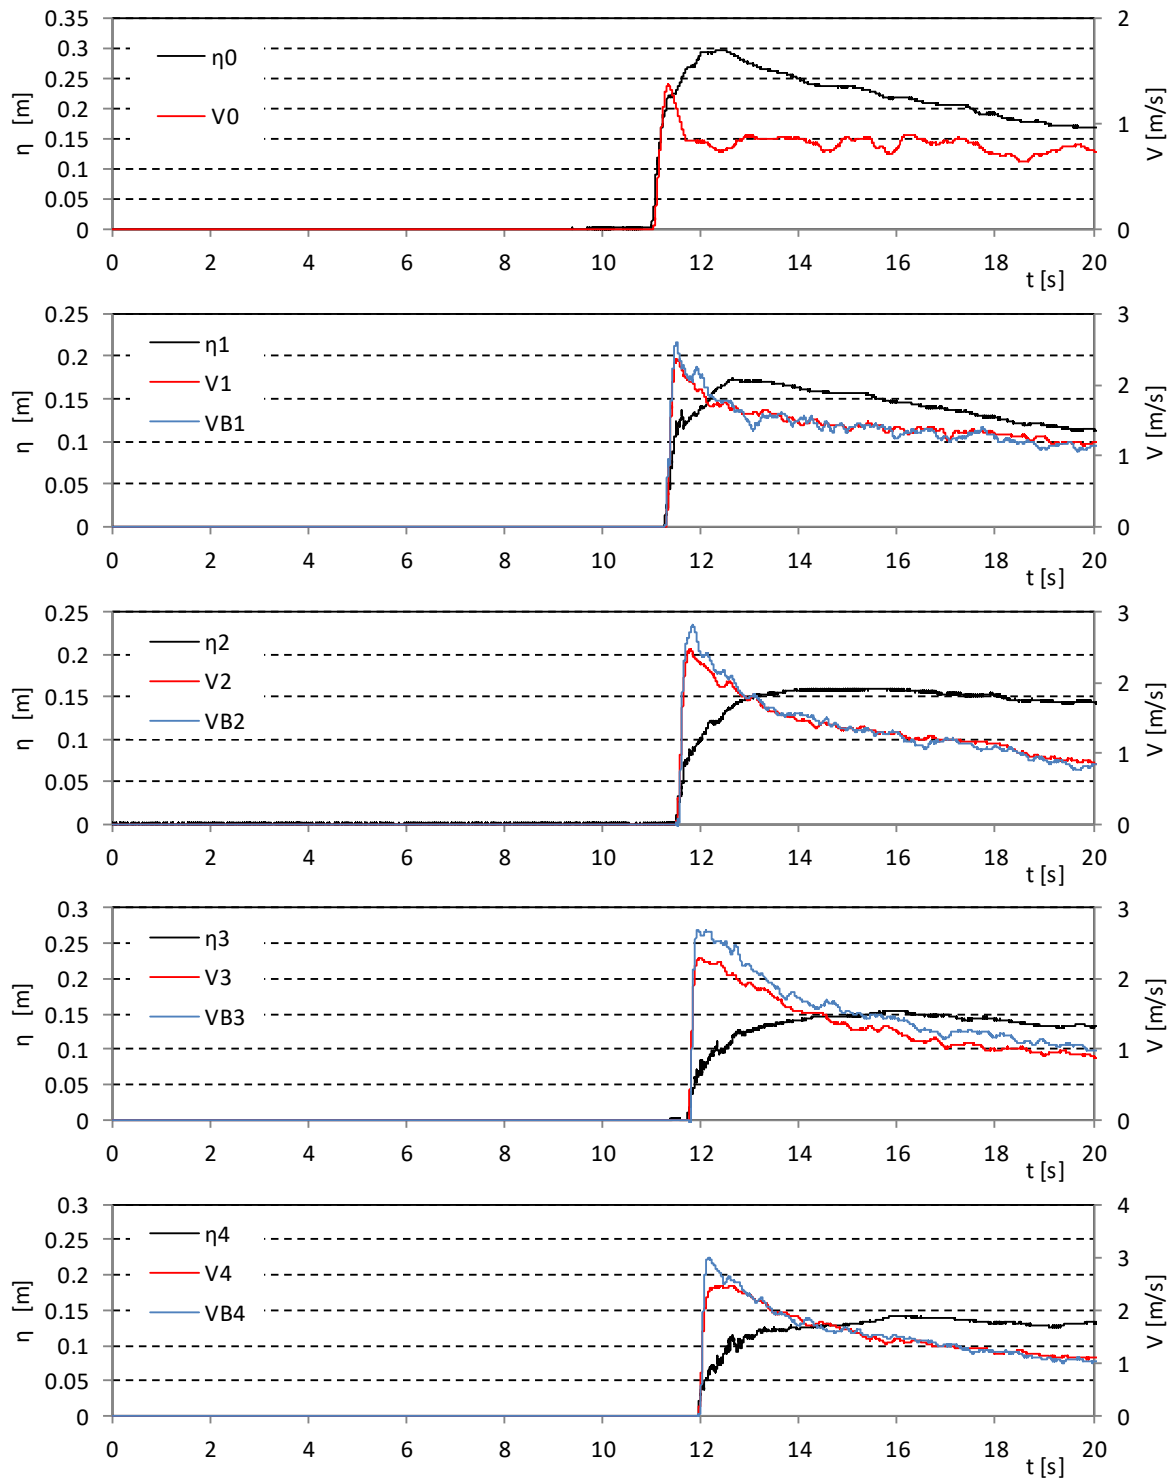 0.35 2
0.3
0.25
0.2 1
0.15
0.1
0.05
0 0
η [m]
V [m/s]
η0
V0
0 2 4 6 8 10 12 14 16 18 20
t [s]
0.25 3
0.2 2
0.15
0.1 1
0.05
0 0
η [m]
V [m/s]
η1
V1
VB1
0 2 4 6 8 10 12 14 16 18 20
t [s]
0.25 3
0.2 2
0.15
0.1 1
0.05
0 0
η [m]
V [m/s]
η2
V2
VB2
0 2 4 6 8 10 12 14 16 18 20
t [s]
0.3 3
0.25
0.2 2
0.15
0.1 1
0.05
0 0
η [m]
V [m/s]
η3
V3
VB3
0 2 4 6 8 10 12 14 16 18 20
t [s]
0.3 4
0.25 3
0.2
0.15 2
0.1 1
0.05
0 0
η [m]
V [m/s]
η4
V4
VB4
0 2 4 6 8 10 12 14 16 18 20
t [s]